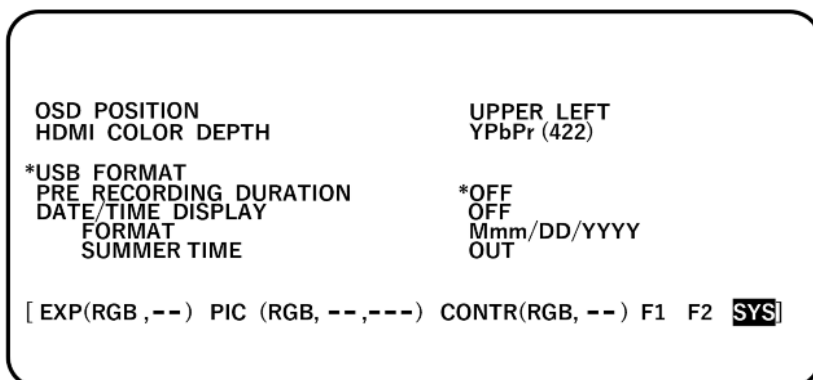 OSD POSITION UPPER LEFT
HDMI COLOR DEPTH YPbPr (422)
*USB FORMAT
PRE RECORDING DURATION *OFF
DATE/TIME DISPLAY OFF
FORMAT Mmm/DD/YYYY
SUMMER TIME OUT
[ EXP(RGB ,--) PIC (RGB, --,---) CONTR(RGB, --) F1 F2 SYS]